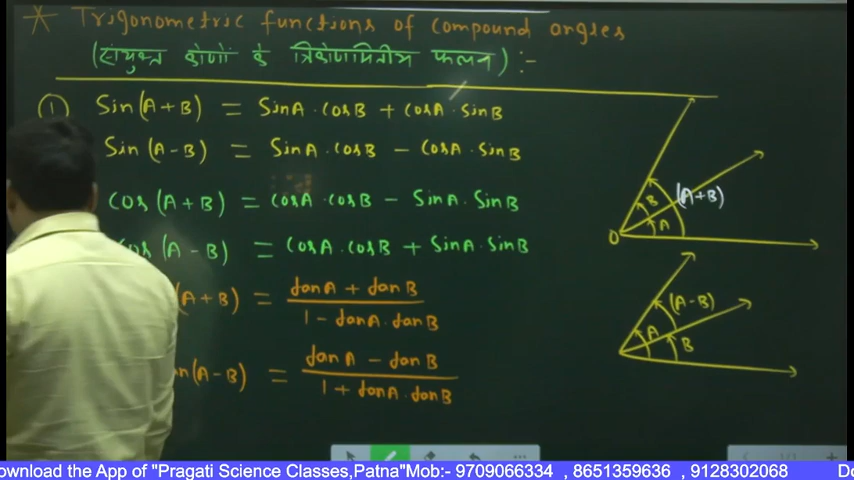 * Trigonometric functions of compound angles
(संयुक्त कोणों के त्रिकोणमितीय फलन) :-
① Sin(A+B) = SinA·cosB + cosA·SinB
Sin(A-B) = SinA·cosB - cosA·SinB
cos(A+B) = cosA·cosB - SinA·SinB
cos(A-B) = cosA·cosB + SinA·SinB
(A+B) = tanA + tanB
1 - tanA·tanB
(A-B) = tanA - tanB
1 + tanA·tanB
(A+B)
B
A
O
(A-B)
A
B
ownload the App of "Pragati Science Classes,Patna"Mob:- 9709066334 , 8651359636 , 9128302068 Do